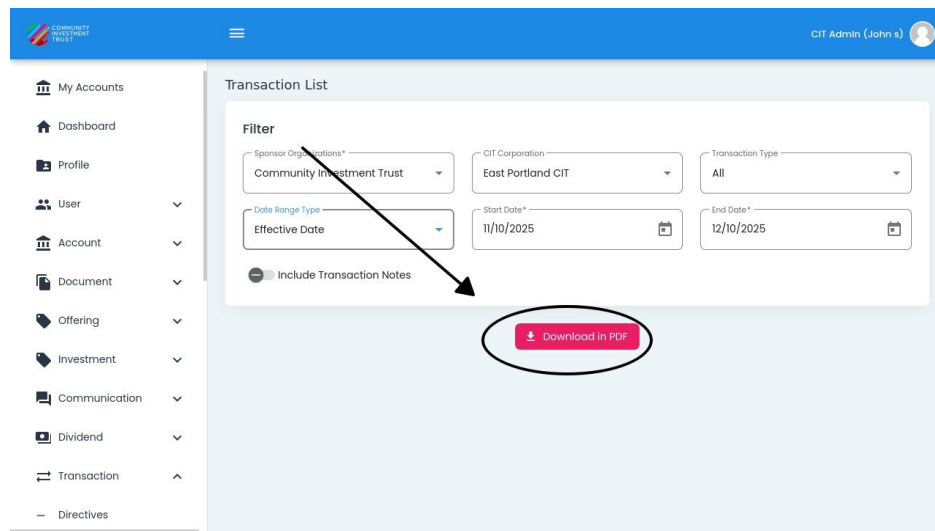 COMMUNITY
INVESTMENT
TRUST
CIT Admin (John s)
My Accounts
Dashboard
Profile
User
Account
Document
Offering
Investment
Communication
Dividend
Transaction
– Directives
Transaction List
Filter
Sponsor Organizations*
Community Investment Trust
CIT Corporation
East Portland CIT
Transaction Type
All
Date Range Type
Effective Date
Start Date*
11/10/2025
End Date*
12/10/2025
Include Transaction Notes
Download in PDF